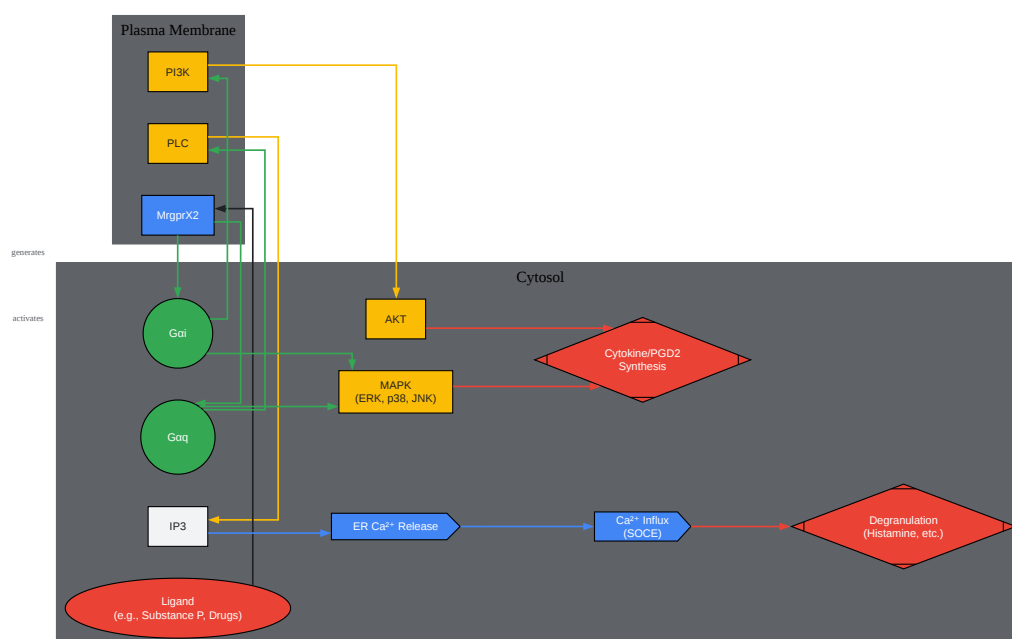 Plasma Membrane
PI3K
PLC
MrgprX2
generates
Cytosol
activates
Gαi
AKT
Cytokine/PGD2
Synthesis
MAPK
(ERK, p38, JNK)
Gαq
IP3
ER Ca²⁺ Release
Ca²⁺ Influx
(SOCE)
Degranulation
(Histamine, etc.)
Ligand
(e.g., Substance P, Drugs)